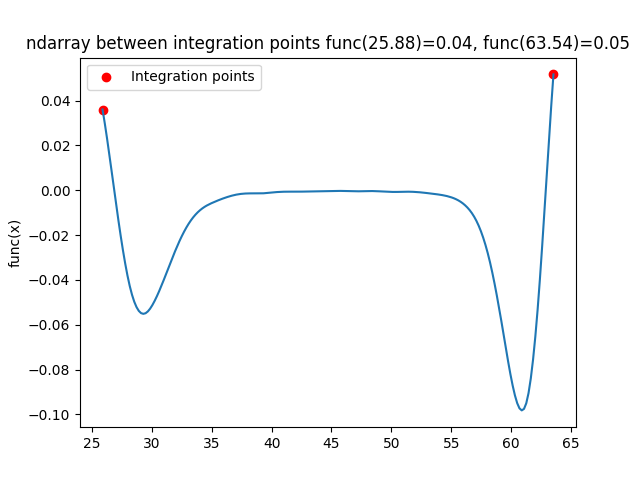 ndarray between integration points func(25.88)=0.04, func(63.54)=0.05
Integration points
func(x)
0.04
0.02
0.00
−0.02
−0.04
−0.06
−0.08
−0.10
25 30 35 40 45 50 55 60 65